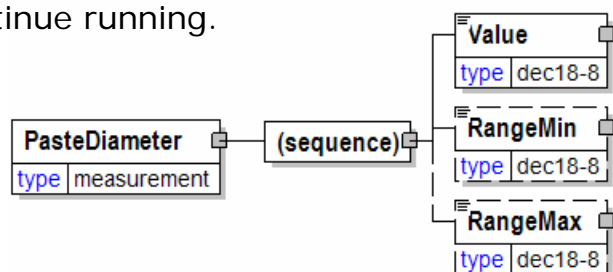 tinue running.
Value
type dec18-8
PasteDiameter
type measurement
(sequence)
RangeMin
type dec18-8
RangeMax
type dec18-8